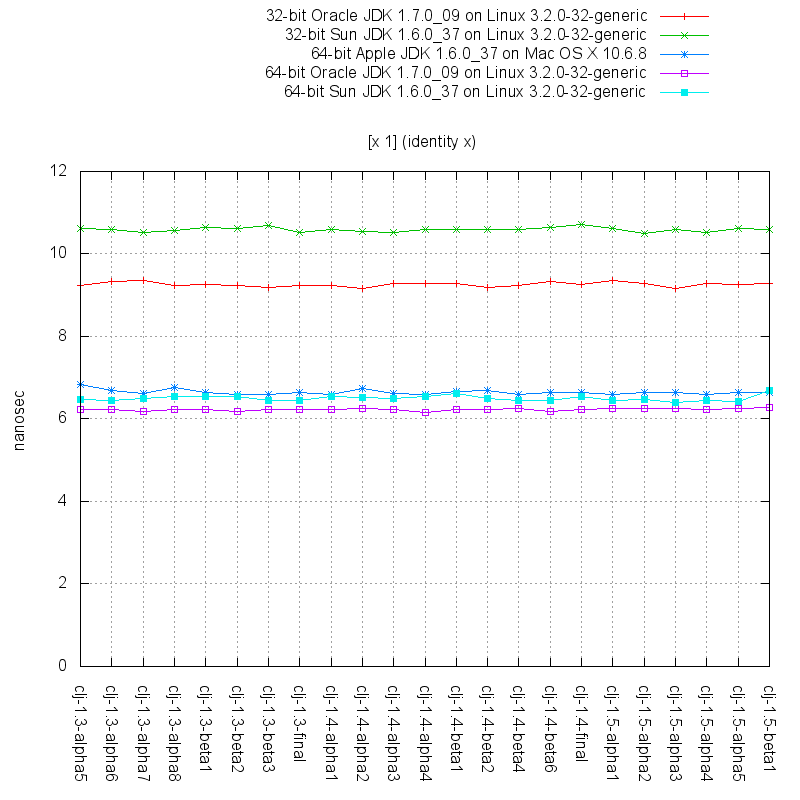 32-bit Oracle JDK 1.7.0_09 on Linux 3.2.0-32-generic
32-bit Sun JDK 1.6.0_37 on Linux 3.2.0-32-generic
64-bit Apple JDK 1.6.0_37 on Mac OS X 10.6.8
64-bit Oracle JDK 1.7.0_09 on Linux 3.2.0-32-generic
64-bit Sun JDK 1.6.0_37 on Linux 3.2.0-32-generic
[x 1] (identity x)
12
10
8
6
4
2
0
nanosec
clj-1.3-alpha5
clj-1.3-alpha6
clj-1.3-alpha7
clj-1.3-alpha8
clj-1.3-beta1
clj-1.3-beta2
clj-1.3-beta3
clj-1.3-final
clj-1.4-alpha1
clj-1.4-alpha2
clj-1.4-alpha3
clj-1.4-alpha4
clj-1.4-beta1
clj-1.4-beta2
clj-1.4-beta4
clj-1.4-beta6
clj-1.4-final
clj-1.5-alpha1
clj-1.5-alpha2
clj-1.5-alpha3
clj-1.5-alpha4
clj-1.5-alpha5
clj-1.5-beta1